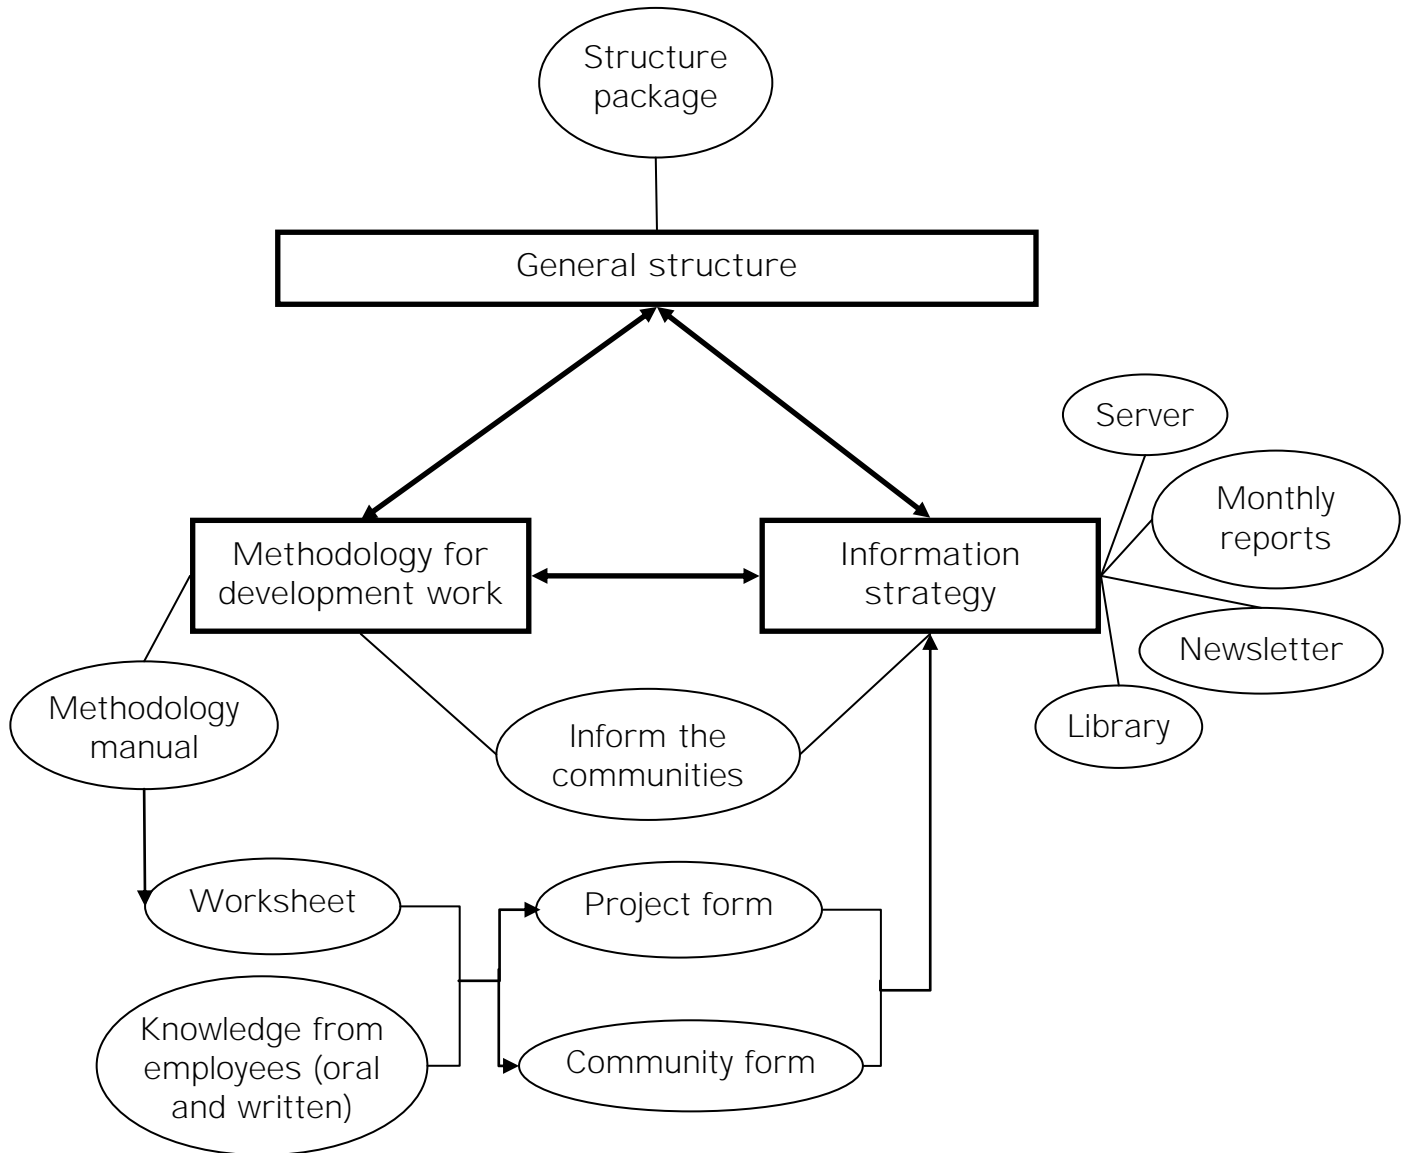 Structure
package
General structure
Server
Monthly
reports
Methodology for
development work
Information
strategy
Newsletter
Methodology
manual
Inform the
communities
Library
Worksheet
Project form
Knowledge from
employees (oral
and written)
Community form